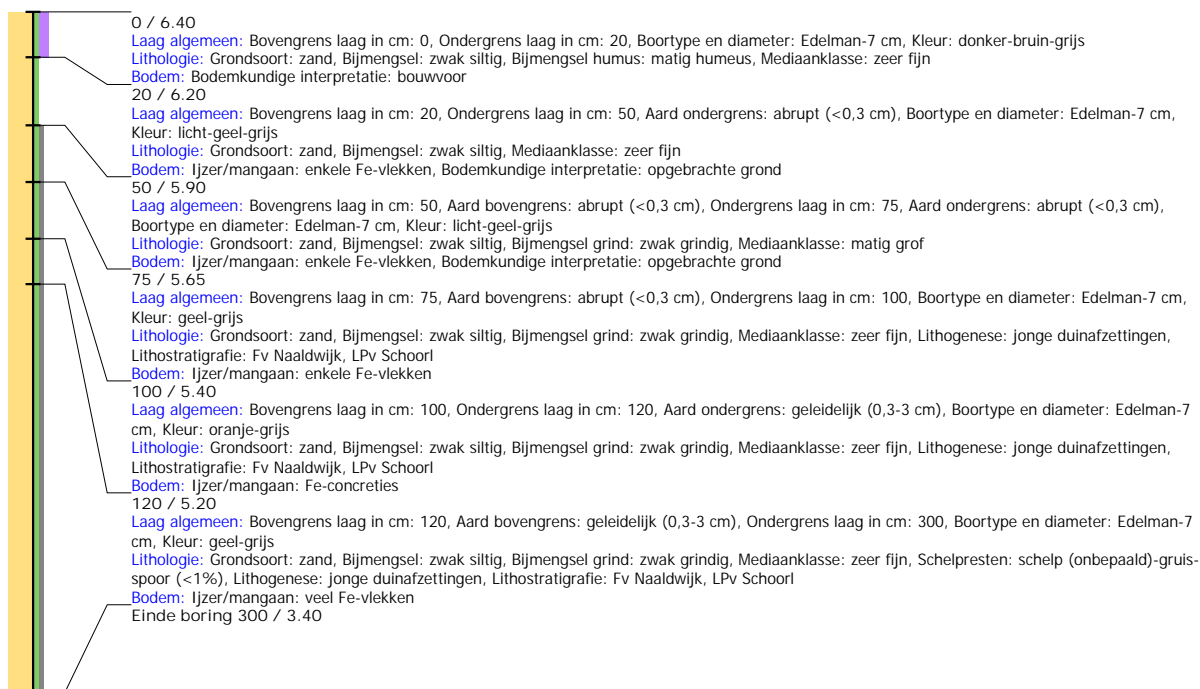 0 / 6.40
Laag algemeen: Bovengrens laag in cm: 0, Ondergrens laag in cm: 20, Boortype en diameter: Edelman-7 cm, Kleur: donker-bruin-grijs
Lithologie: Grondsoort: zand, Bijmengsel: zwak siltig, Bijmengsel humus: matig humeus, Mediaanklasse: zeer fijn
Bodem: Bodemkundige interpretatie: bouwvoor
20 / 6.20
Laag algemeen: Bovengrens laag in cm: 20, Ondergrens laag in cm: 50, Aard ondergrens: abrupt (<0,3 cm), Boortype en diameter: Edelman-7 cm,
Kleur: licht-geel-grijs
Lithologie: Grondsoort: zand, Bijmengsel: zwak siltig, Mediaanklasse: zeer fijn
Bodem: Ijzer/mangaan: enkele Fe-vlekken, Bodemkundige interpretatie: opgebrachte grond
50 / 5.90
Laag algemeen: Bovengrens laag in cm: 50, Aard bovengrens: abrupt (<0,3 cm), Ondergrens laag in cm: 75, Aard ondergrens: abrupt (<0,3 cm),
Boortype en diameter: Edelman-7 cm, Kleur: licht-geel-grijs
Lithologie: Grondsoort: zand, Bijmengsel: zwak siltig, Bijmengsel grind: zwak grindig, Mediaanklasse: matig grof
Bodem: Ijzer/mangaan: enkele Fe-vlekken, Bodemkundige interpretatie: opgebrachte grond
75 / 5.65
Laag algemeen: Bovengrens laag in cm: 75, Aard bovengrens: abrupt (<0,3 cm), Ondergrens laag in cm: 100, Boortype en diameter: Edelman-7 cm,
Kleur: geel-grijs
Lithologie: Grondsoort: zand, Bijmengsel: zwak siltig, Bijmengsel grind: zwak grindig, Mediaanklasse: zeer fijn, Lithogenese: jonge duinafzettingen,
Lithostratigrafie: Fv Naaldwijk, LPv Schoorl
Bodem: Ijzer/mangaan: enkele Fe-vlekken
100 / 5.40
Laag algemeen: Bovengrens laag in cm: 100, Ondergrens laag in cm: 120, Aard ondergrens: geleidelijk (0,3-3 cm), Boortype en diameter: Edelman-7
cm, Kleur: oranje-grijs
Lithologie: Grondsoort: zand, Bijmengsel: zwak siltig, Bijmengsel grind: zwak grindig, Mediaanklasse: zeer fijn, Lithogenese: jonge duinafzettingen,
Lithostratigrafie: Fv Naaldwijk, LPv Schoorl
Bodem: Ijzer/mangaan: Fe-concreties
120 / 5.20
Laag algemeen: Bovengrens laag in cm: 120, Aard bovengrens: geleidelijk (0,3-3 cm), Ondergrens laag in cm: 300, Boortype en diameter: Edelman-7
cm, Kleur: geel-grijs
Lithologie: Grondsoort: zand, Bijmengsel: zwak siltig, Bijmengsel grind: zwak grindig, Mediaanklasse: zeer fijn, Schelpresten: schelp (onbepaald)-gruis-
spoor (<1%), Lithogenese: jonge duinafzettingen, Lithostratigrafie: Fv Naaldwijk, LPv Schoorl
Bodem: Ijzer/mangaan: veel Fe-vlekken
Einde boring 300 / 3.40